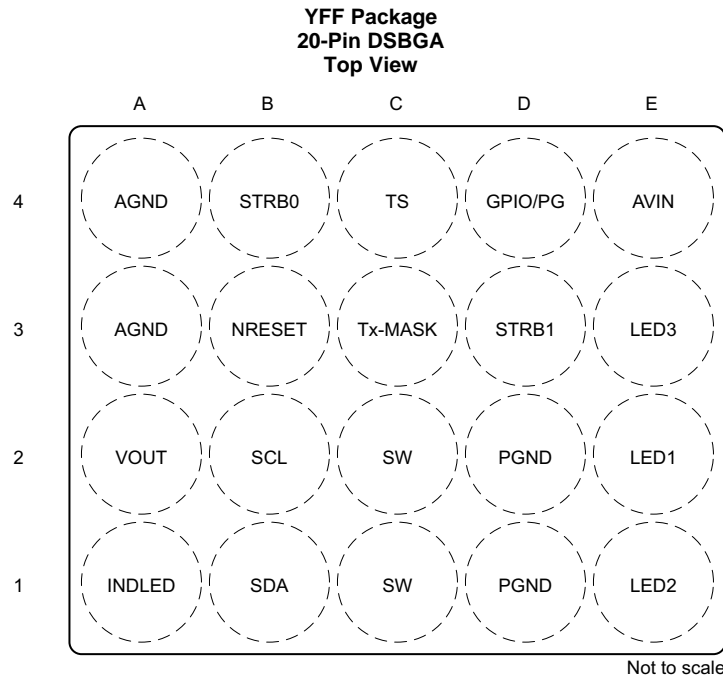 YFF Package
20-Pin DSBGA
Top View
A B C D E
4 AGND STRB0 TS GPIO/PG AVIN
3 AGND NRESET Tx-MASK STRB1 LED3
2 VOUT SCL SW PGND LED1
1 INDLED SDA SW PGND LED2
Not to scale